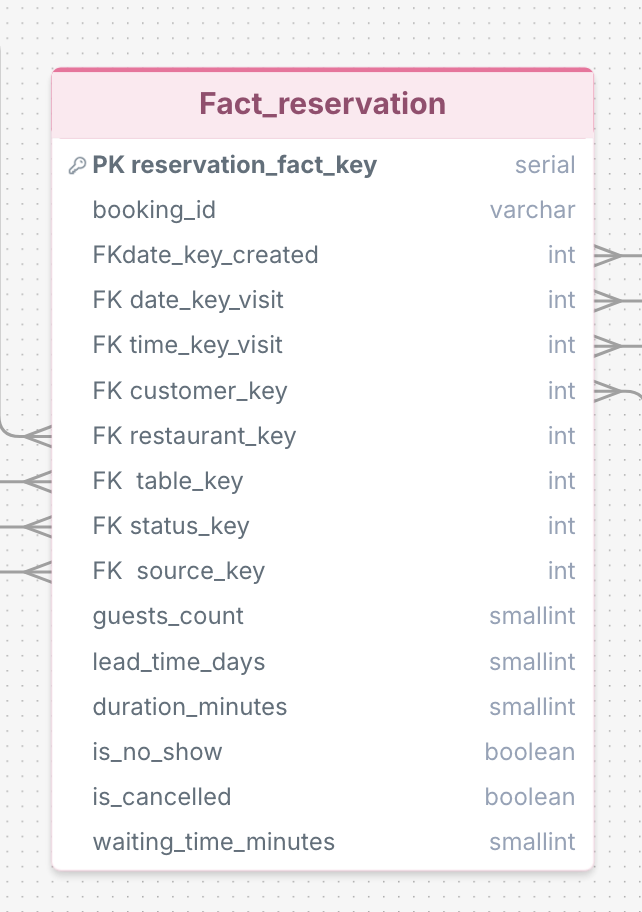 Fact_reservation
PK reservation_fact_key serial
booking_id varchar
FKdate_key_created int
FK date_key_visit int
FK time_key_visit int
FK customer_key int
FK restaurant_key int
FK  table_key int
FK status_key int
FK  source_key int
guests_count smallint
lead_time_days smallint
duration_minutes smallint
is_no_show boolean
is_cancelled boolean
waiting_time_minutes smallint